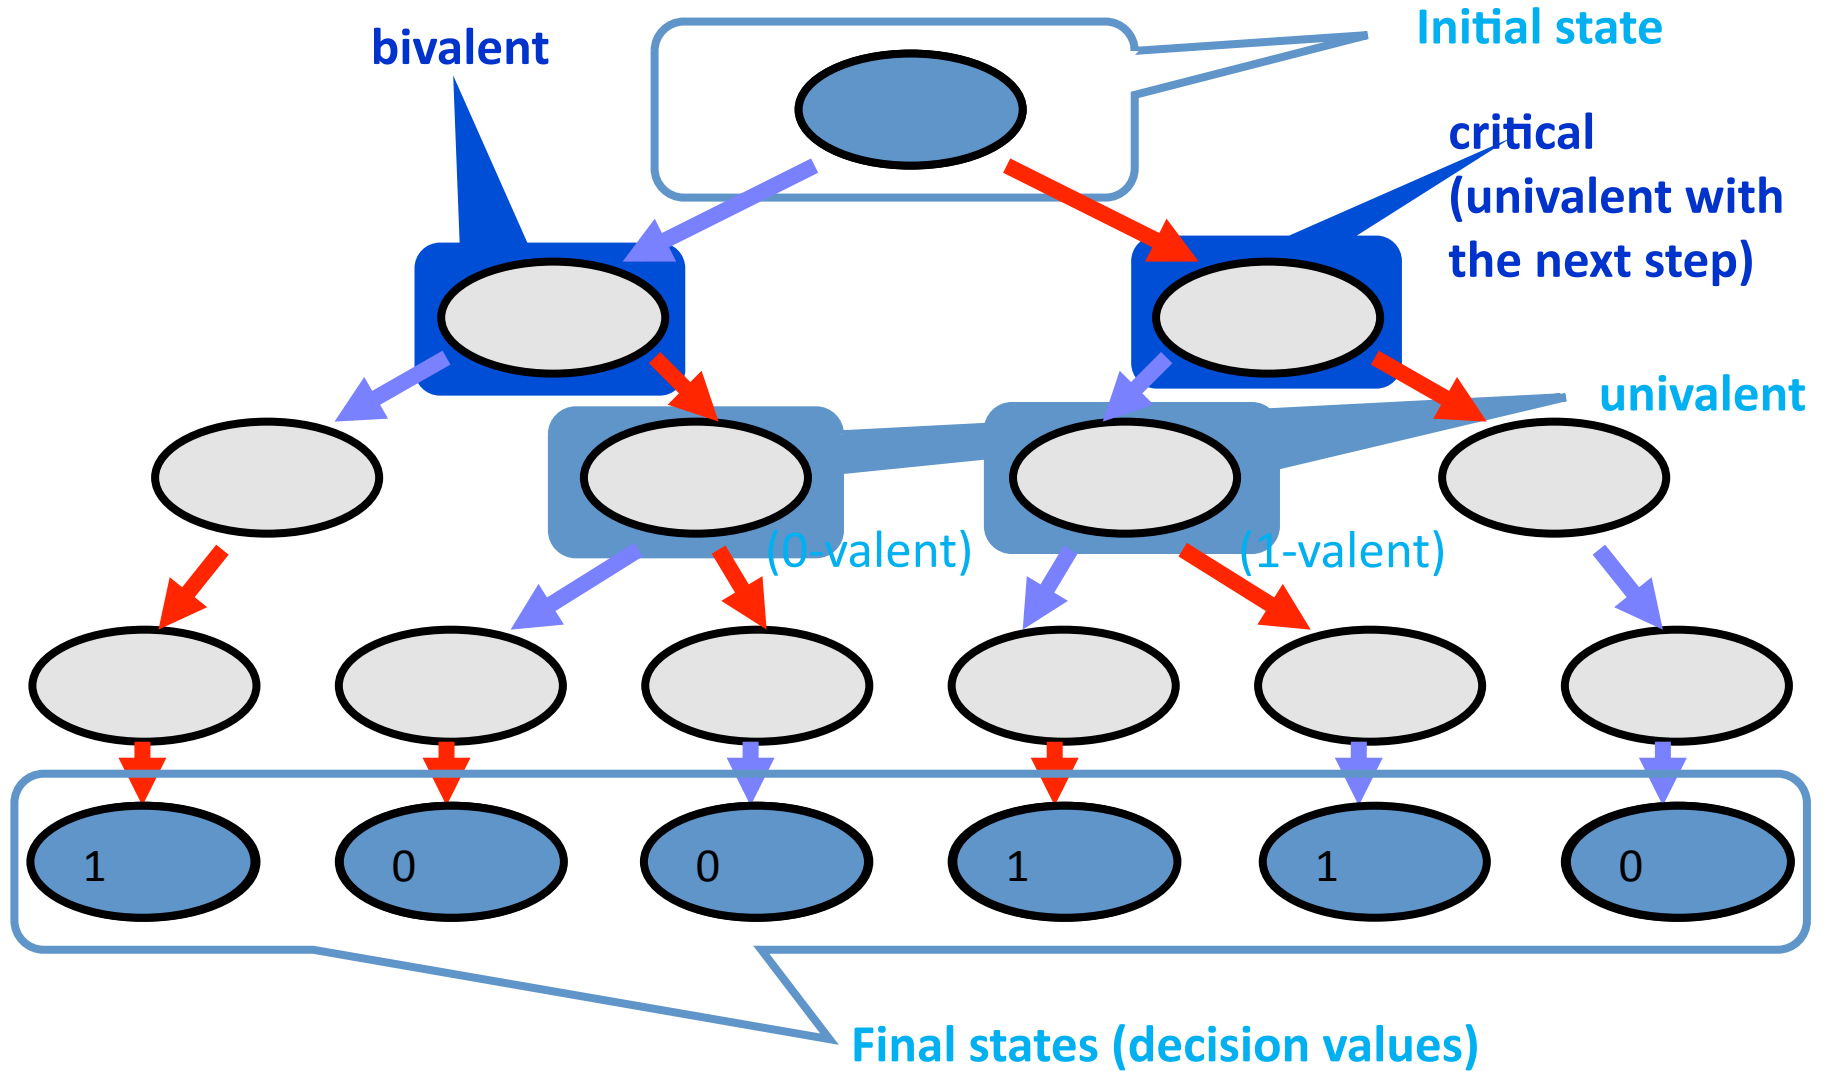 Initial state
bivalent
critical
(univalent with
the next step)
univalent
(0-valent)
(1-valent)
1
0
0
1
1
0
Final states (decision values)